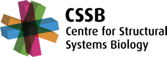 CSSB
Centre for Structural
Systems Biology